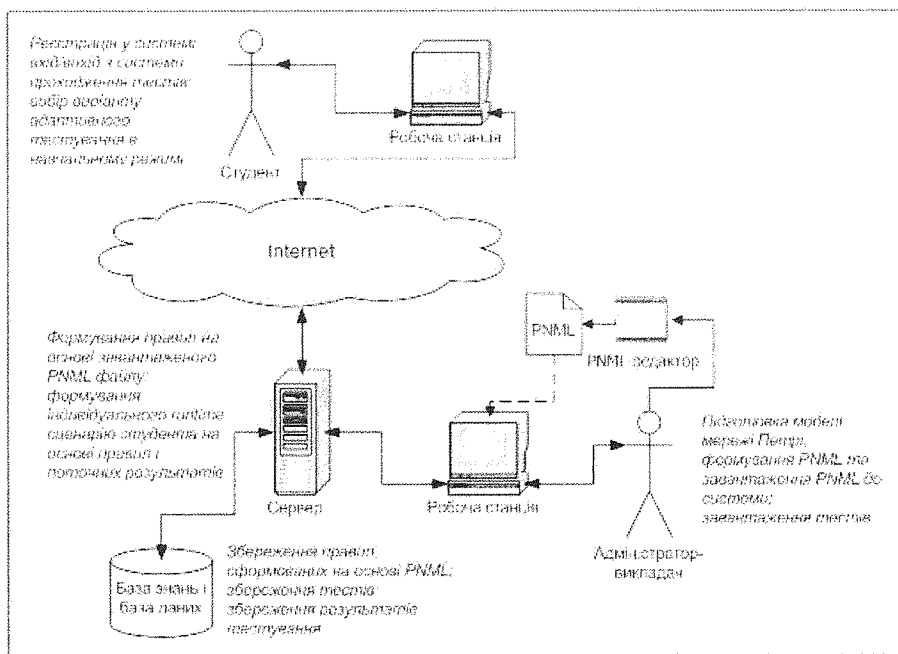 Реєстрація у системі
вхід/вихід з системи
проходження тестів;
вибір варіанту
адаптивного
тестування в
навчальному режимі
Студент
Робоча станція
Internet
PNML
PNML-редактор
Формування правил на
основі завантаженого
PNML файлу;
формування
індивідуального runtime
сценарію студента на
основі правил і
поточних результатів
Сервер
Робоча станція
Підготовка моделі
мережі Петрі,
формування PNML та
завантаження PNML до
системи;
завантаження тестів
Адміністратор-
викладач
База знань і
база даних
Збереження правил,
сформованих на основі PNML;
збереження тестів
збереження результатів
тестування